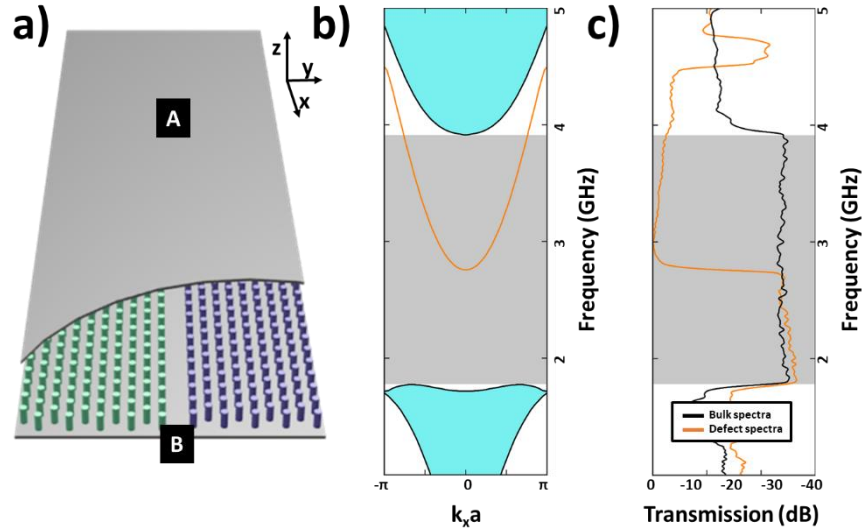 a)
z
y
x
A
B
b)
-π
0
π
kₓa
5
4
3
2
Frequency (GHz)
c)
Bulk spectra
Defect spectra
0
-10
-20
-30
-40
Transmission (dB)
5
4
3
2
Frequency (GHz)